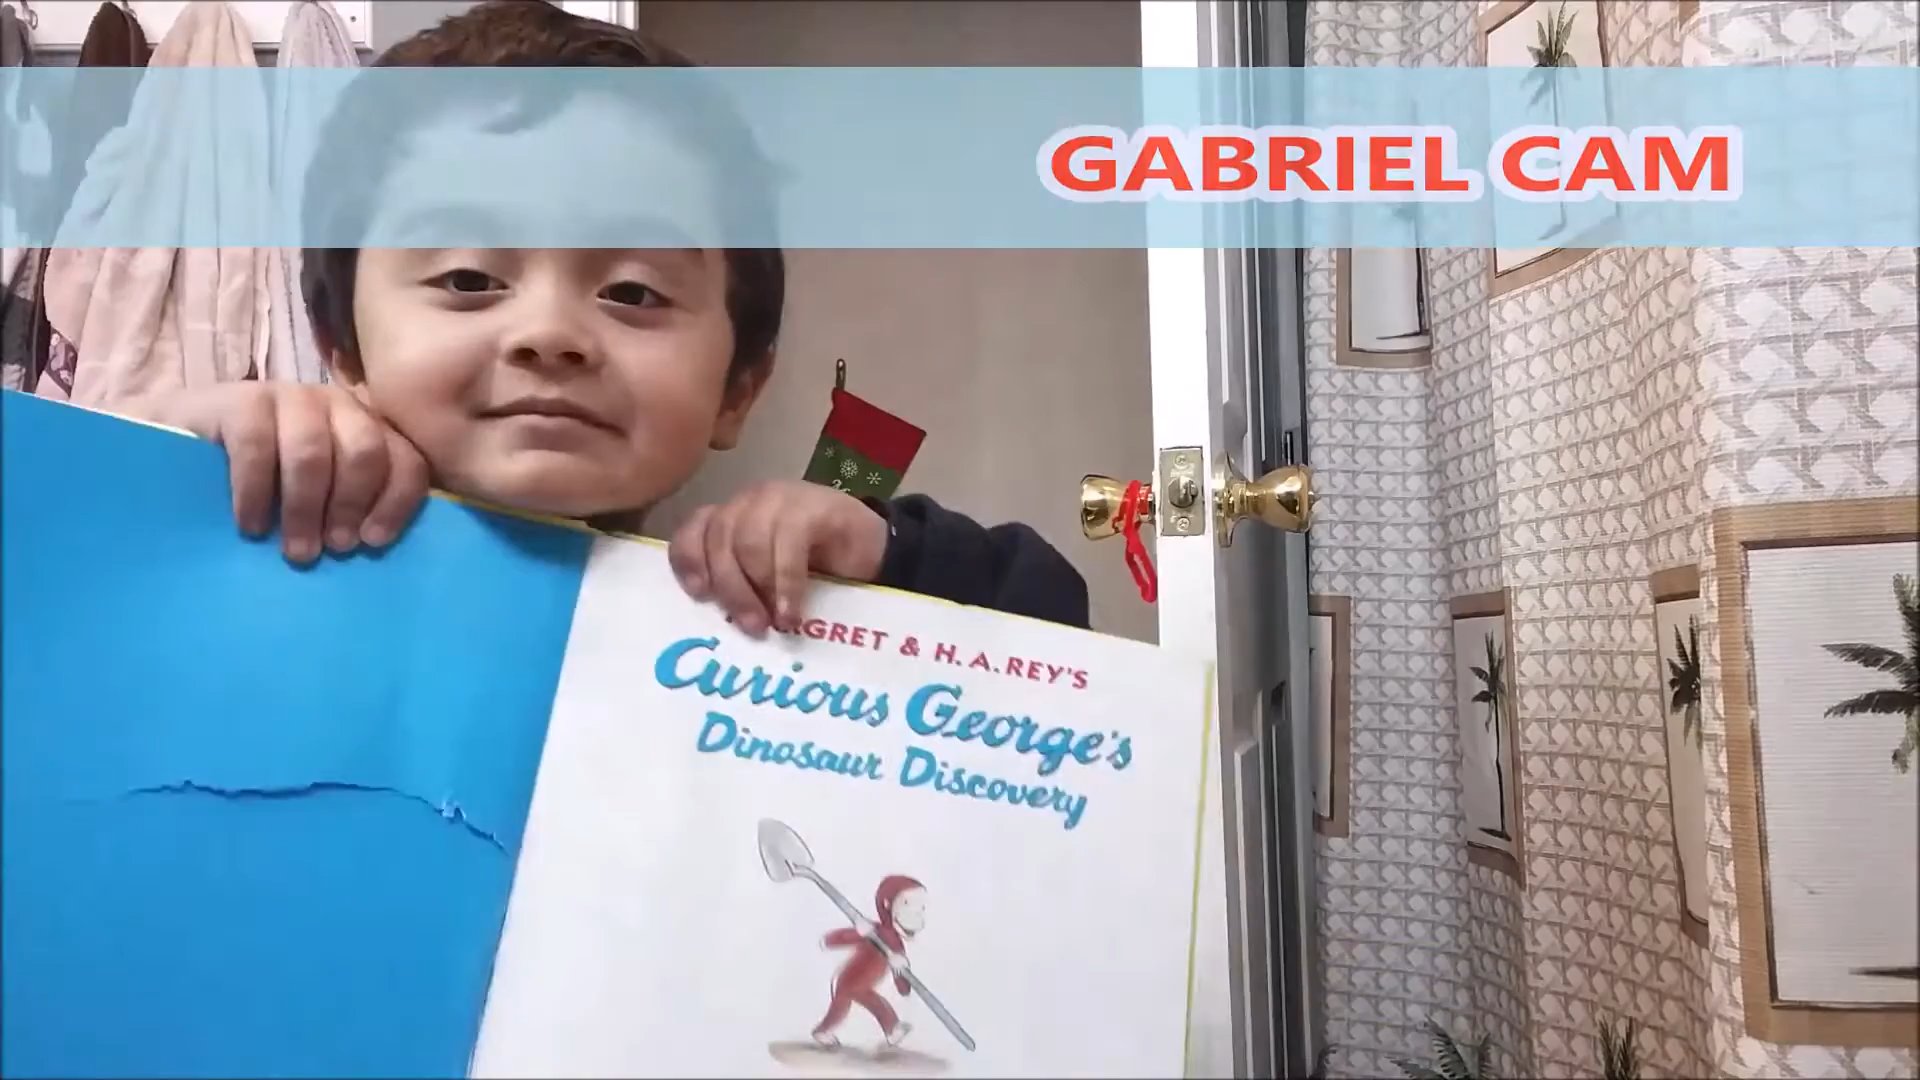 GABRIEL CAM
& H. A. REY'S
Curious George's
Dinosaur Discovery